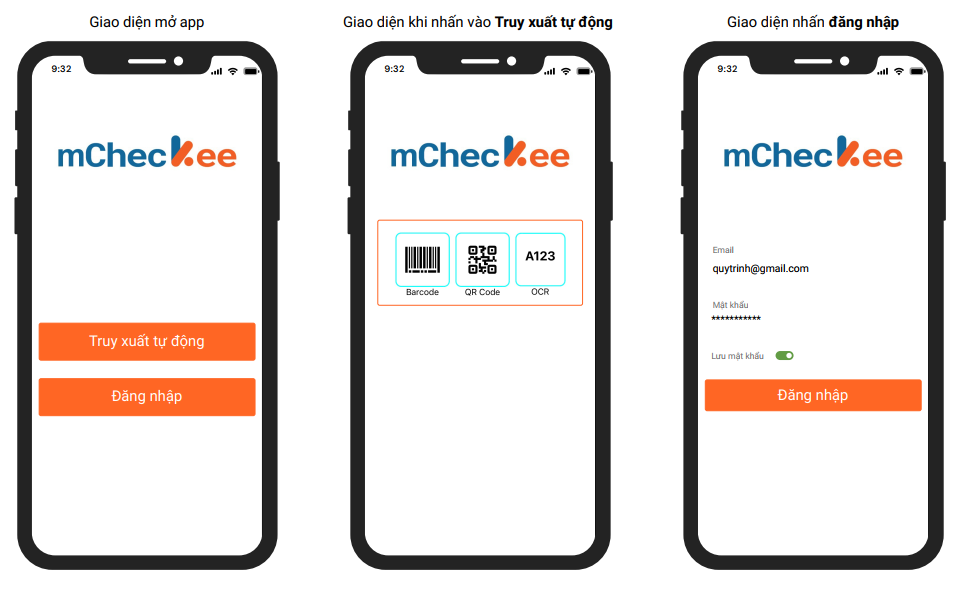 Giao diện mở app
9:32
mCheckee
Truy xuất tự động
Đăng nhập
Giao diện khi nhấn vào Truy xuất tự động
9:32
mCheckee
A123
Barcode
QR Code
OCR
Giao diện nhấn đăng nhập
9:32
mCheckee
Email
quytrinh@gmail.com
Mật khẩu
***********
Lưu mật khẩu
Đăng nhập